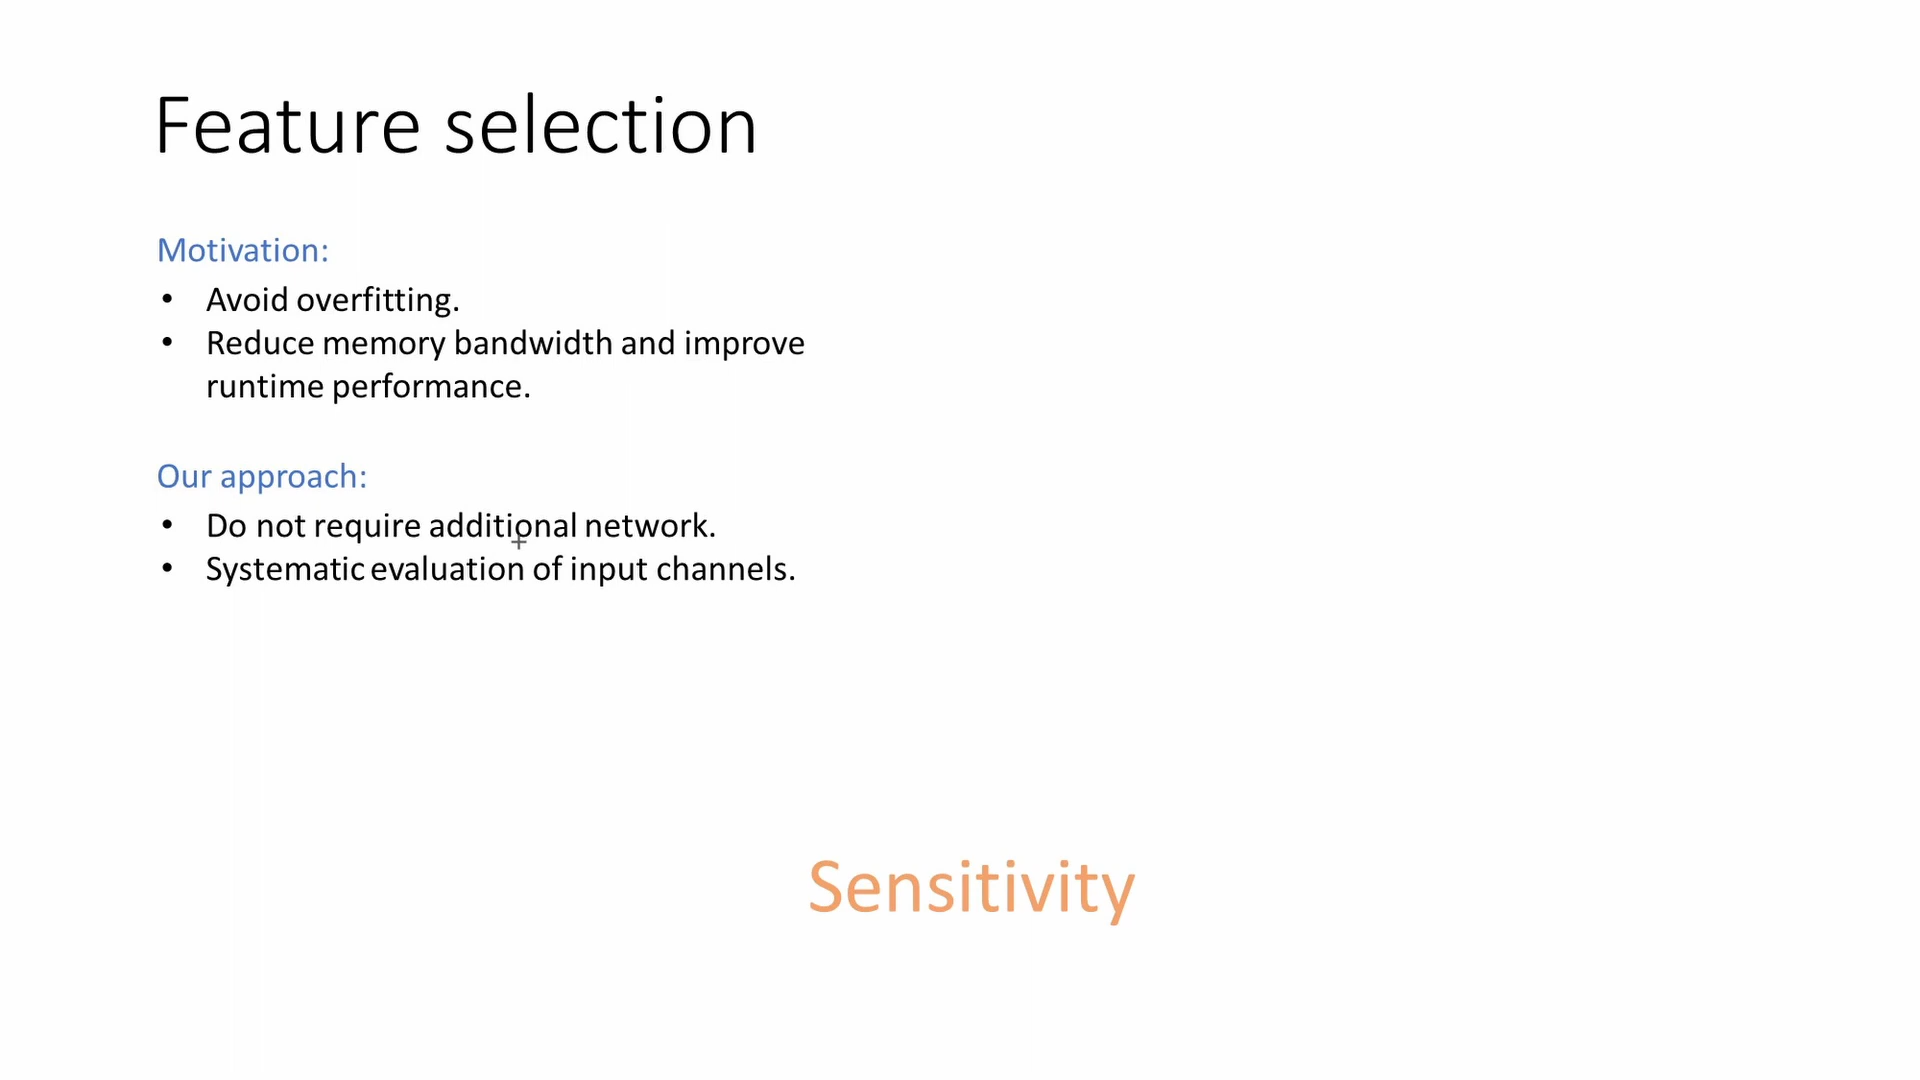 Feature selection
Motivation:
• Avoid overfitting.
• Reduce memory bandwidth and improve
runtime performance.
Our approach:
• Do not require additional network.
• Systematic evaluation of input channels.
Sensitivity